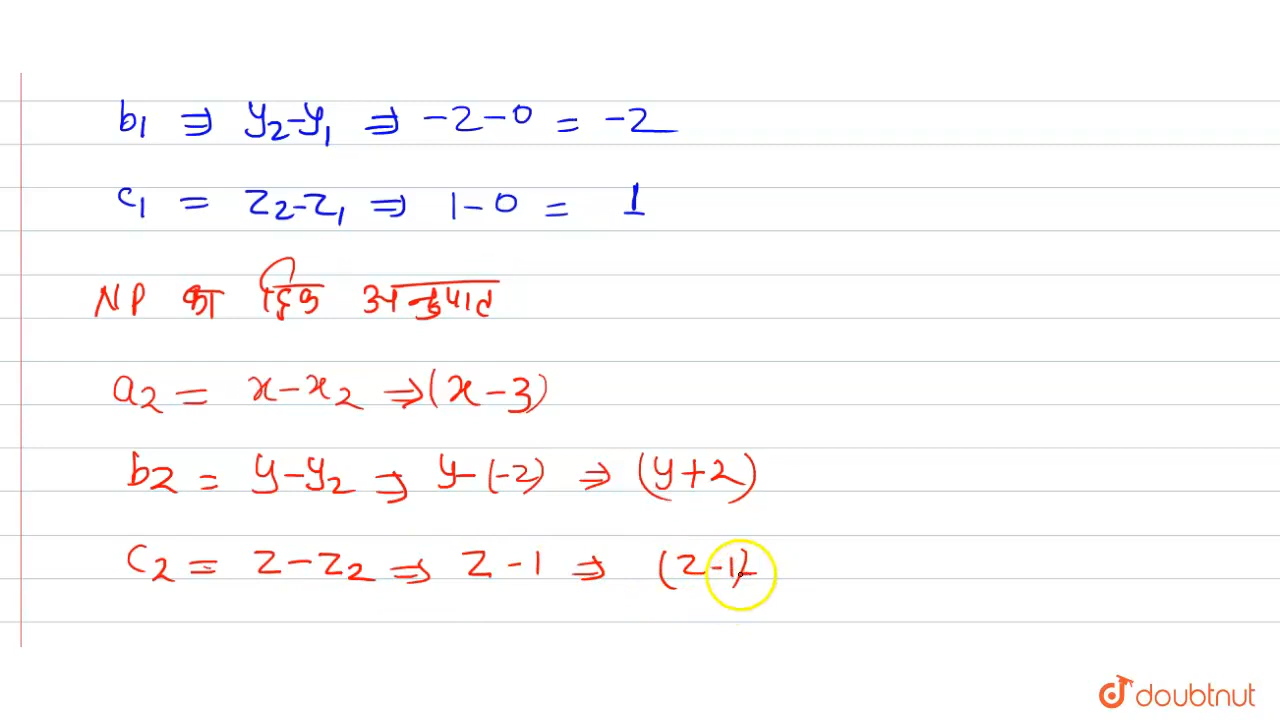 b1 ⇒ y2-y1 ⇒ -2-0 = -2
c1 = z2-z1 ⇒ 1-0 = 1
NP का दिक अनुपात
a2 = x-x2 ⇒ (x-3)
b2 = y-y2 ⇒ y-(-2) ⇒ (y+2)
c2 = z-z2 ⇒ z-1 ⇒ (z-1)
doubtnut